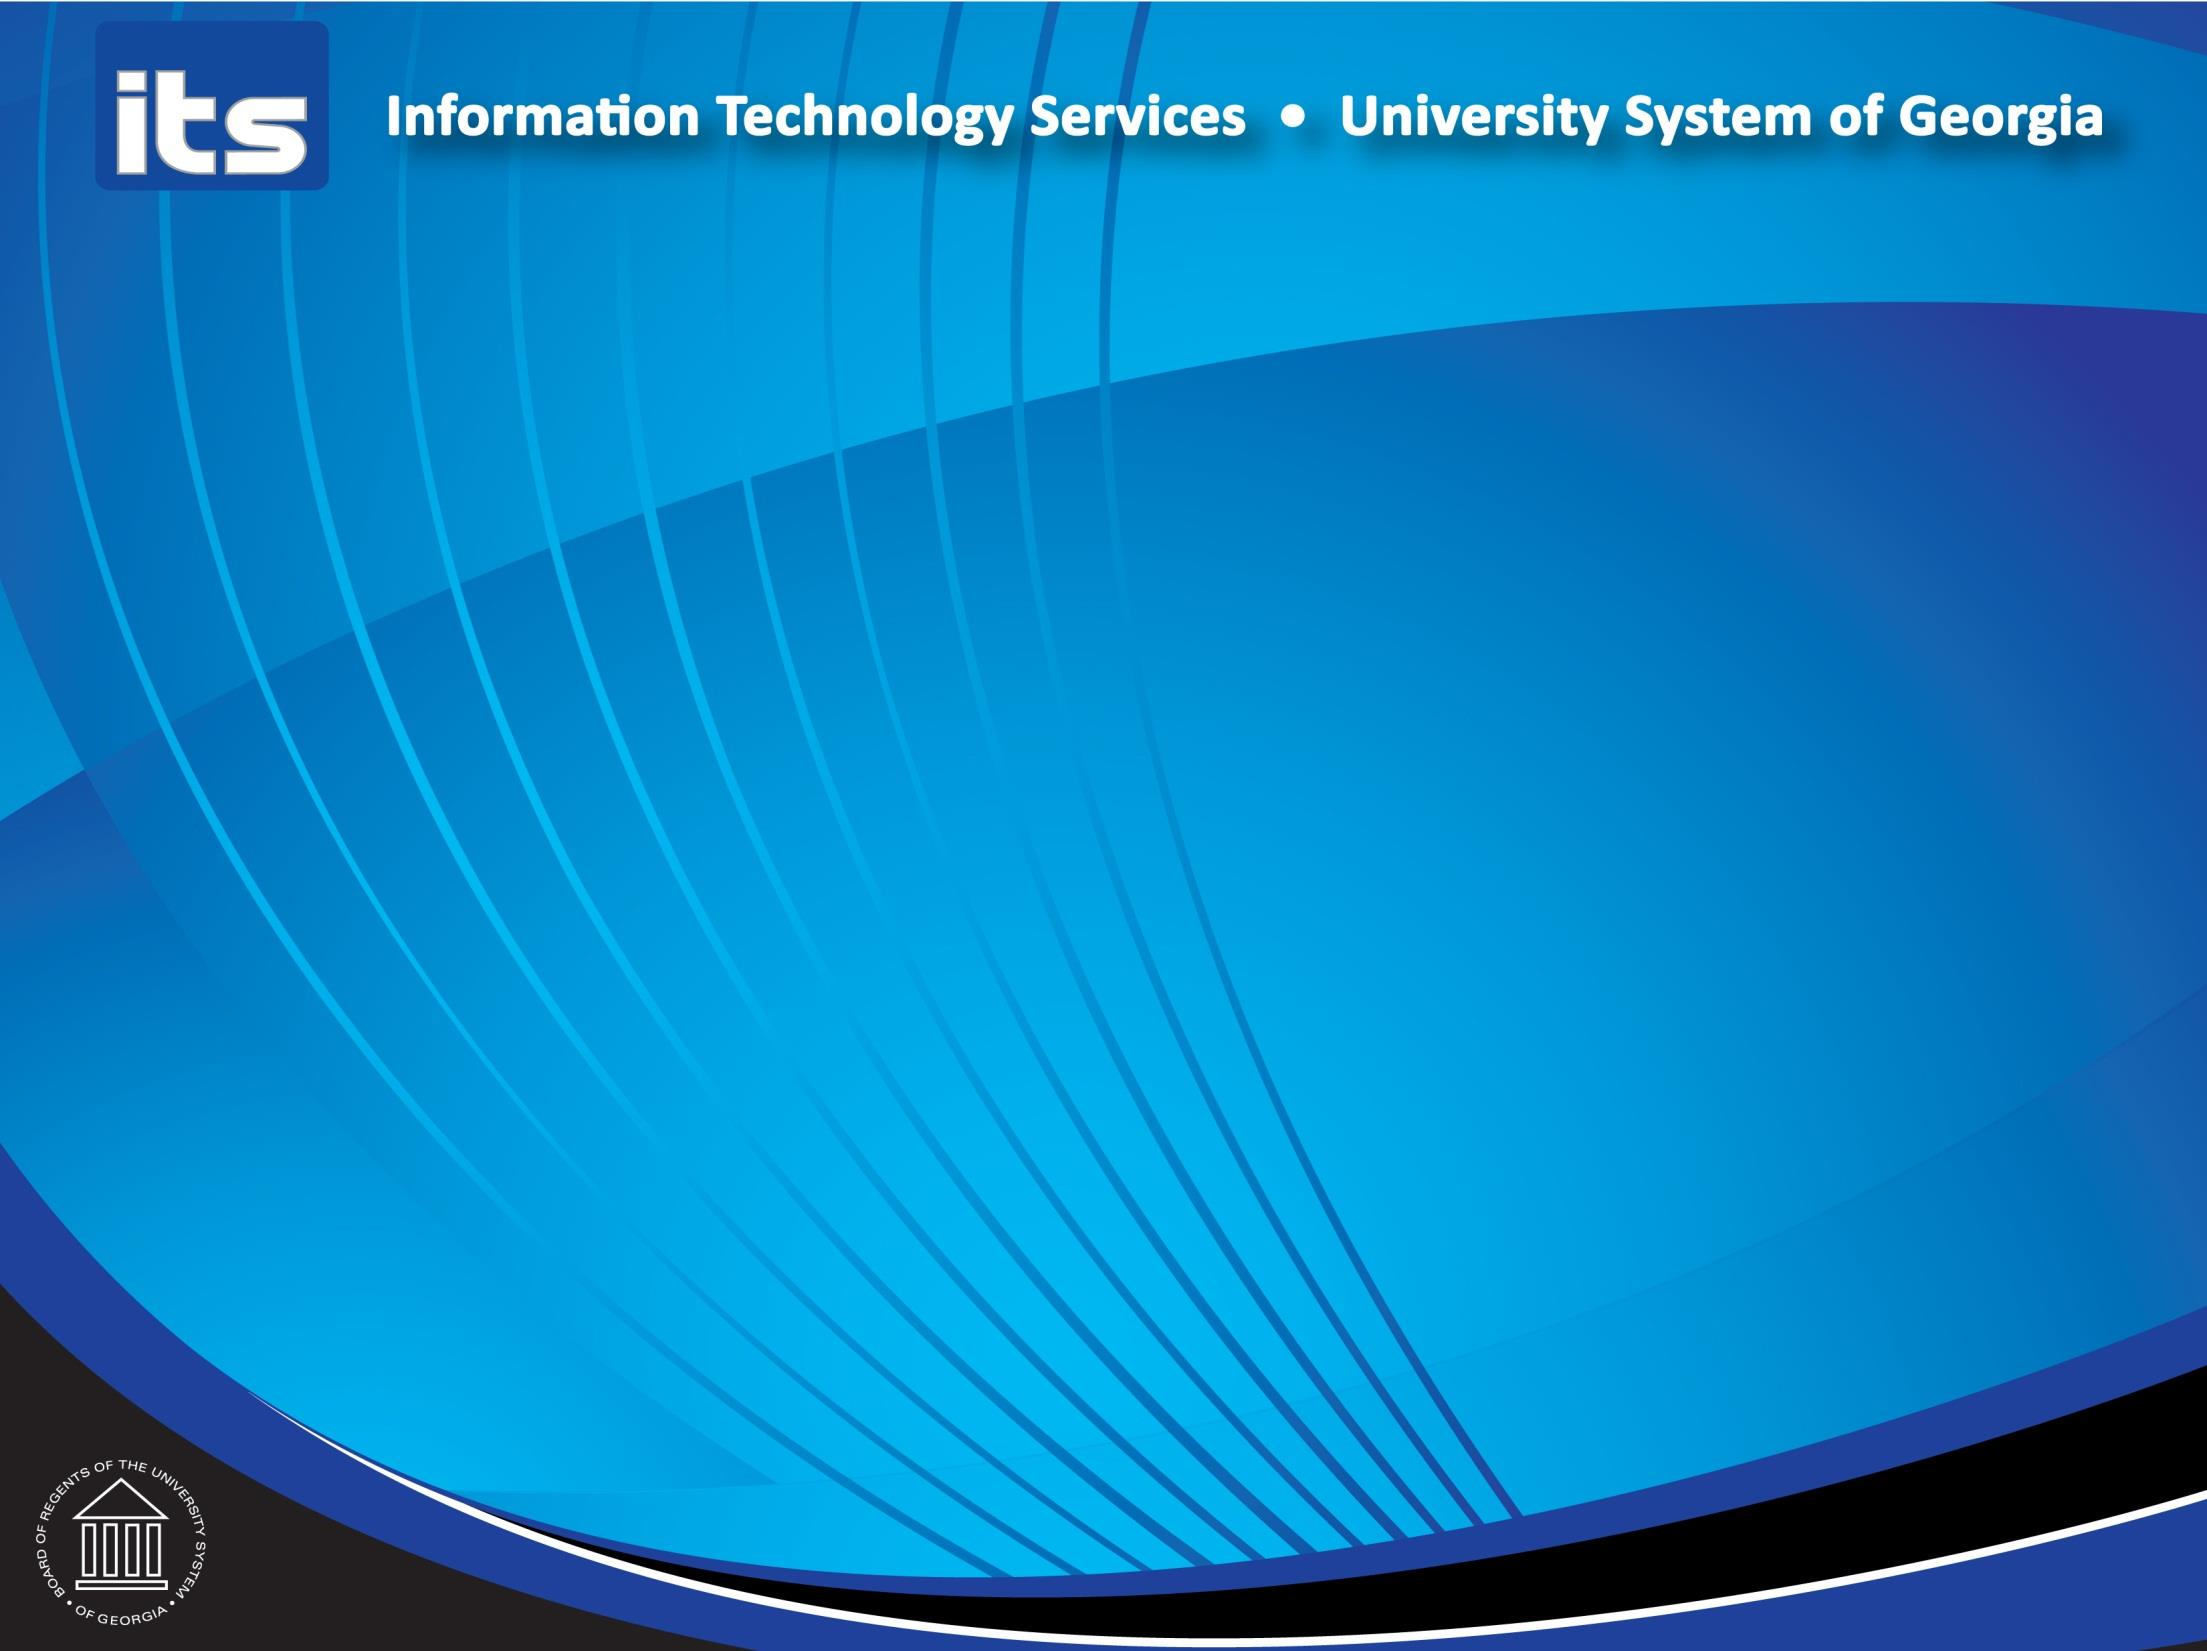 its
Information Technology Services • University System of Georgia
BOARD OF REGENTS OF THE UNIVERSITY SYSTEM • OF GEORGIA •